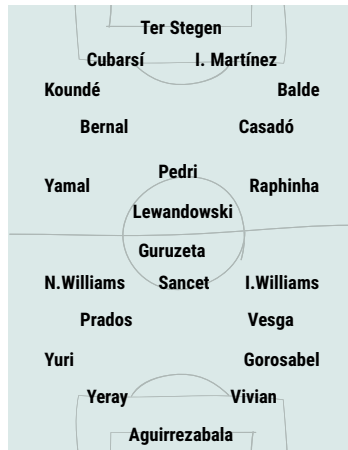 Ter Stegen
Cubarsí I. Martínez
Koundé Balde
Bernal Casadó
Pedri
Yamal Raphinha
Lewandowski
Guruzeta
N.Williams Sancet I.Williams
Prados Vesga
Yuri Gorosabel
Yeray Vivian
Aguirrezabala